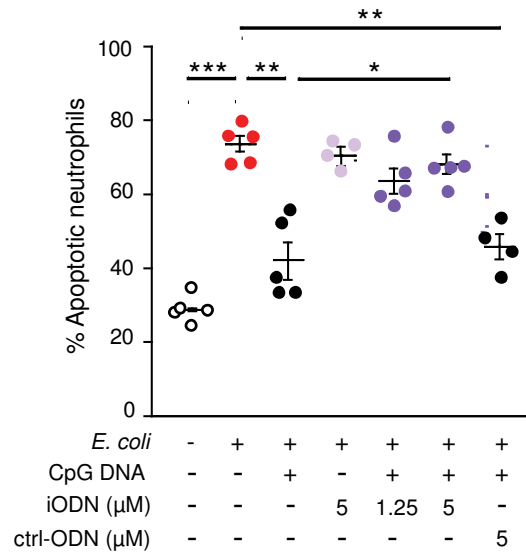 **
*** ** *
100
80
60
40
20
0
% Apoptotic neutrophils
E. coli - + + + + + +
CpG DNA - - + - + + +
iODN (µM) - - - 5 1.25 5 -
ctrl-ODN (µM) - - - - - - 5